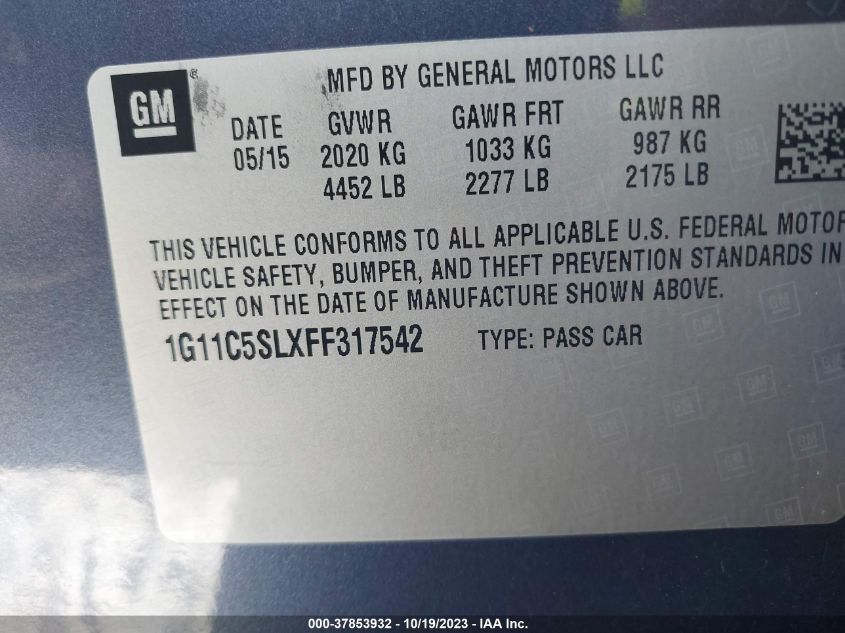 GM ®
MFD BY GENERAL MOTORS LLC
DATE GVWR GAWR FRT GAWR RR
05/15 2020 KG 1033 KG 987 KG
4452 LB 2277 LB 2175 LB
THIS VEHICLE CONFORMS TO ALL APPLICABLE U.S. FEDERAL MOTOR
VEHICLE SAFETY, BUMPER, AND THEFT PREVENTION STANDARDS IN
EFFECT ON THE DATE OF MANUFACTURE SHOWN ABOVE.
1G11C5SLXFF317542 TYPE: PASS CAR
GM
000-37853932 - 10/19/2023 - IAA Inc.